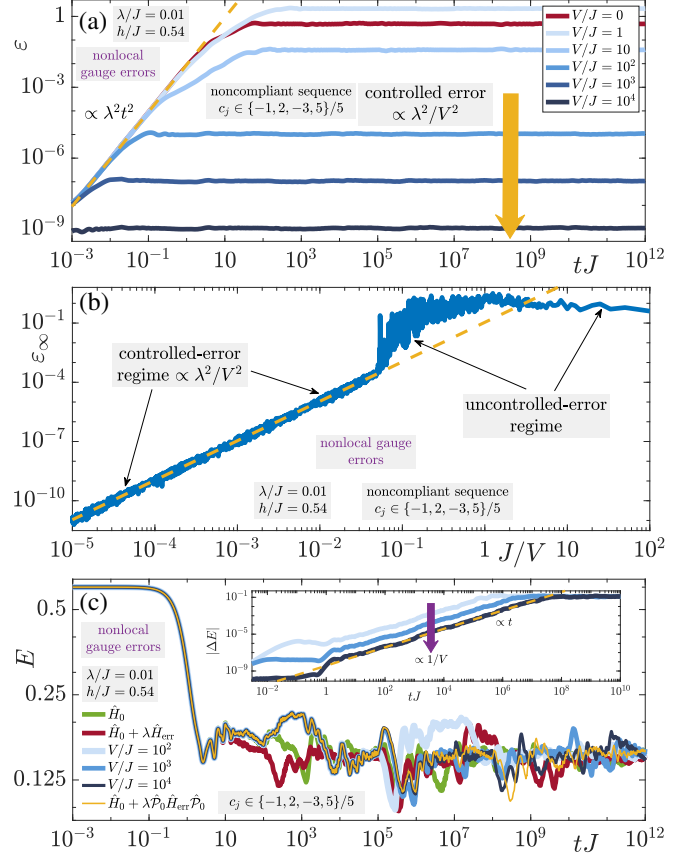 (a)
λ/J = 0.01
h/J = 0.54
nonlocal
gauge errors
∝ λ²t²
noncompliant sequence
c_j ∈ {−1, 2, −3, 5}/5
controlled error
∝ λ²/V²
V/J = 0
V/J = 1
V/J = 10
V/J = 10²
V/J = 10³
V/J = 10⁴
ε
1
10⁻³
10⁻⁶
10⁻⁹
10⁻³ 10⁻¹ 10 10³ 10⁵ 10⁷ 10⁹ tJ 10¹²
(b)
ε∞
10⁻¹
10⁻⁴
10⁻⁷
10⁻¹⁰
controlled-error
regime ∝ λ²/V²
uncontrolled-error
regime
nonlocal gauge
errors
λ/J = 0.01
h/J = 0.54
noncompliant sequence
c_j ∈ {−1, 2, −3, 5}/5
10⁻⁵ 10⁻⁴ 10⁻³ 10⁻² 10⁻¹ 1 J/V 10 10²
(c)
E
0.5
0.25
0.125
nonlocal
gauge errors
λ/J = 0.01
h/J = 0.54
Ĥ₀
Ĥ₀ + λĤ_err
V/J = 10²
V/J = 10³
V/J = 10⁴
Ĥ₀ + λP̂₀Ĥ_errP̂₀
c_j ∈ {−1, 2, −3, 5}/5
|ΔE|
10⁻¹
10⁻⁵
10⁻⁹
∝ t
∝ 1/V
10⁻² 1 10² 10⁴ 10⁶ 10⁸ 10¹⁰
tJ
10⁻³ 10⁻¹ 10 10³ 10⁵ 10⁷ 10⁹ tJ 10¹²